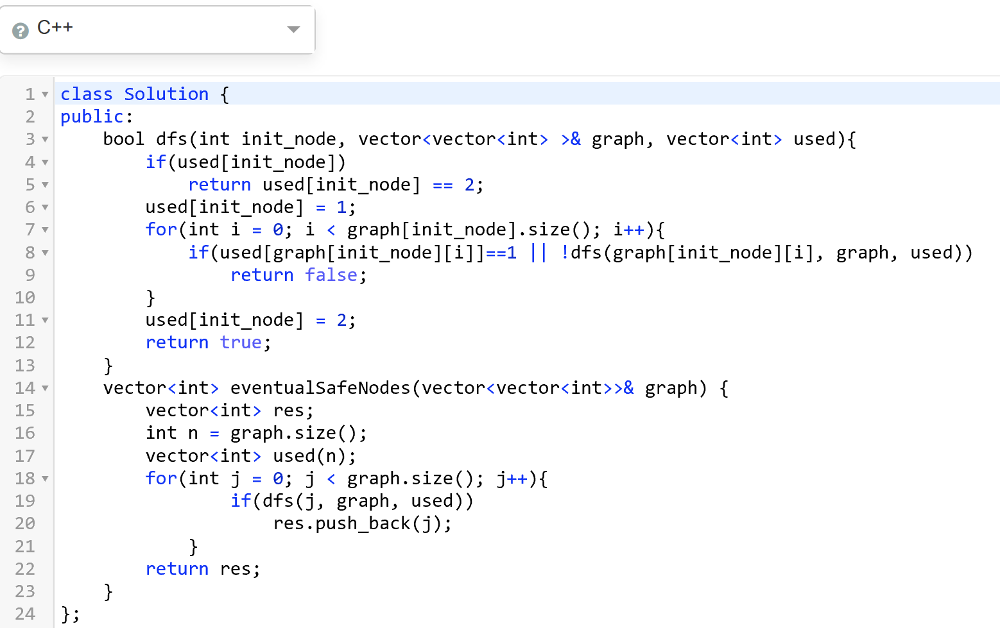 ? C++
1 class Solution {
2 public:
3     bool dfs(int init_node, vector<vector<int> >& graph, vector<int> used){
4         if(used[init_node])
5             return used[init_node] == 2;
6         used[init_node] = 1;
7         for(int i = 0; i < graph[init_node].size(); i++){
8             if(used[graph[init_node][i]]==1 || !dfs(graph[init_node][i], graph, used))
9                 return false;
10         }
11         used[init_node] = 2;
12         return true;
13     }
14     vector<int> eventualSafeNodes(vector<vector<int>>& graph) {
15         vector<int> res;
16         int n = graph.size();
17         vector<int> used(n);
18         for(int j = 0; j < graph.size(); j++){
19                 if(dfs(j, graph, used))
20                     res.push_back(j);
21             }
22         return res;
23     }
24 };